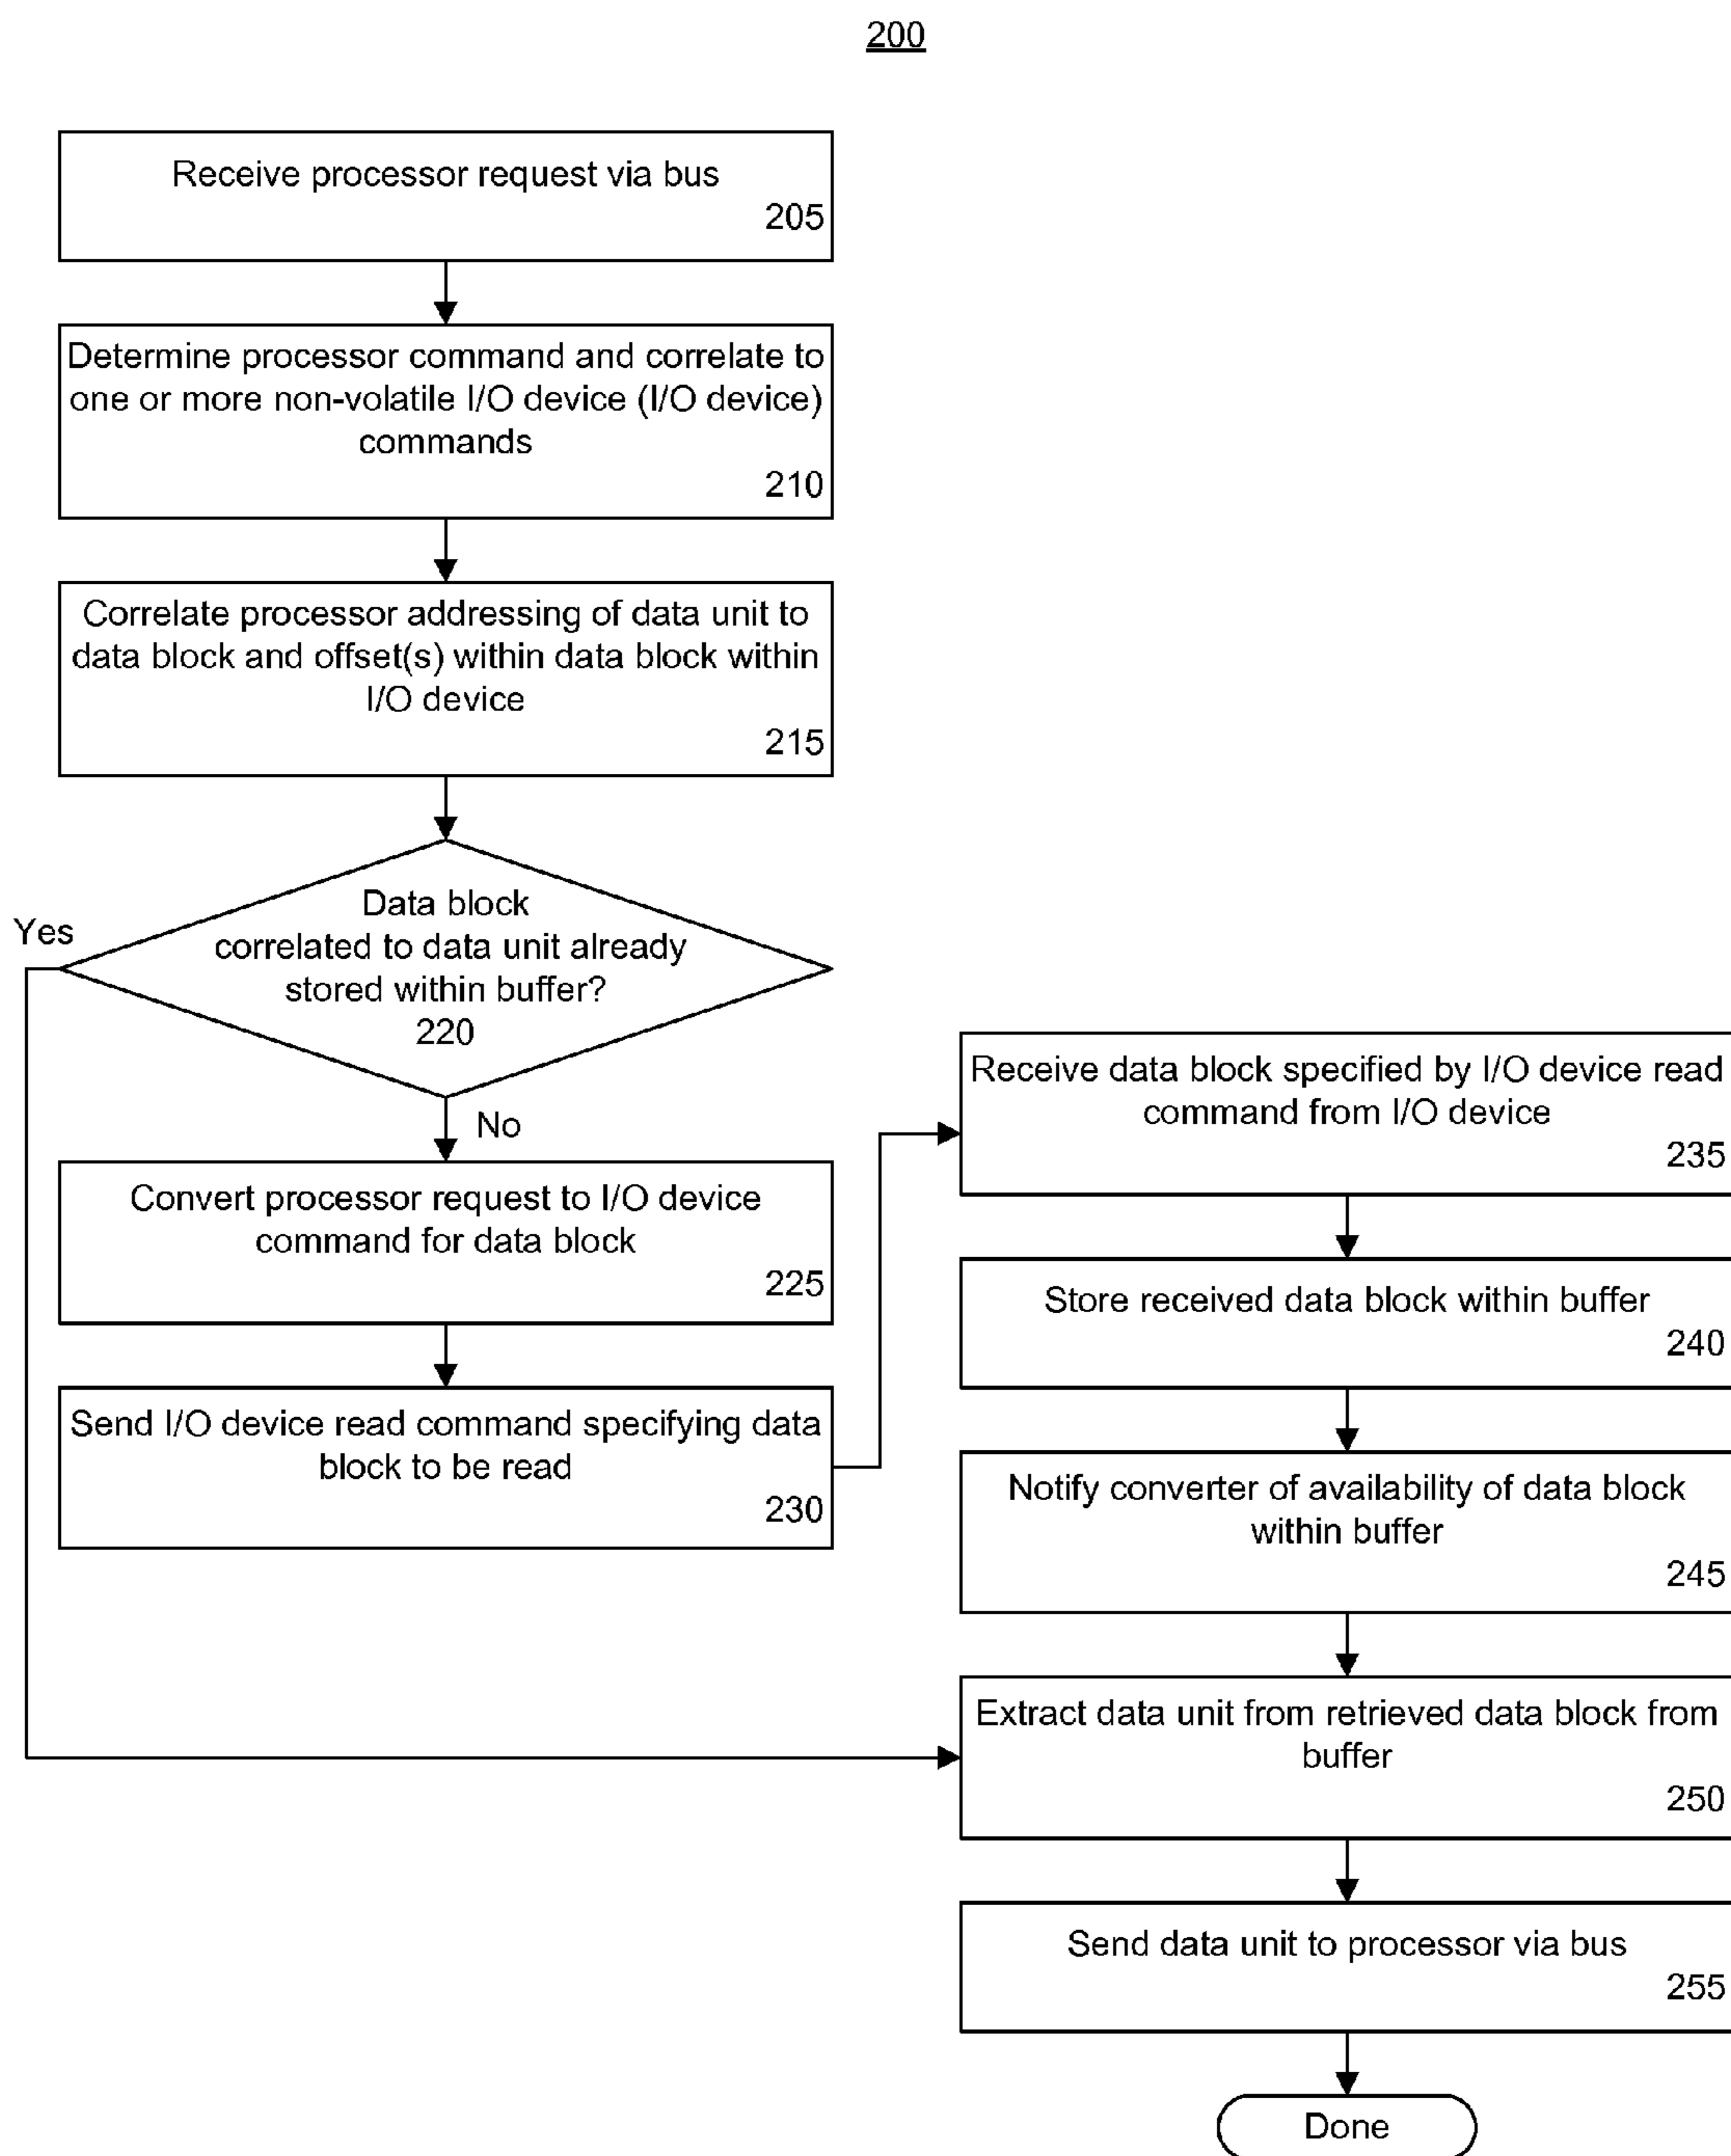 200
Receive processor request via bus
205
Determine processor command and correlate to
one or more non-volatile I/O device (I/O device)
commands
210
Correlate processor addressing of data unit to
data block and offset(s) within data block within
I/O device
215
Data block
correlated to data unit already
stored within buffer?
220
Yes
No
Convert processor request to I/O device
command for data block
225
Send I/O device read command specifying data
block to be read
230
Receive data block specified by I/O device read
command from I/O device
235
Store received data block within buffer
240
Notify converter of availability of data block
within buffer
245
Extract data unit from retrieved data block from
buffer
250
Send data unit to processor via bus
255
Done